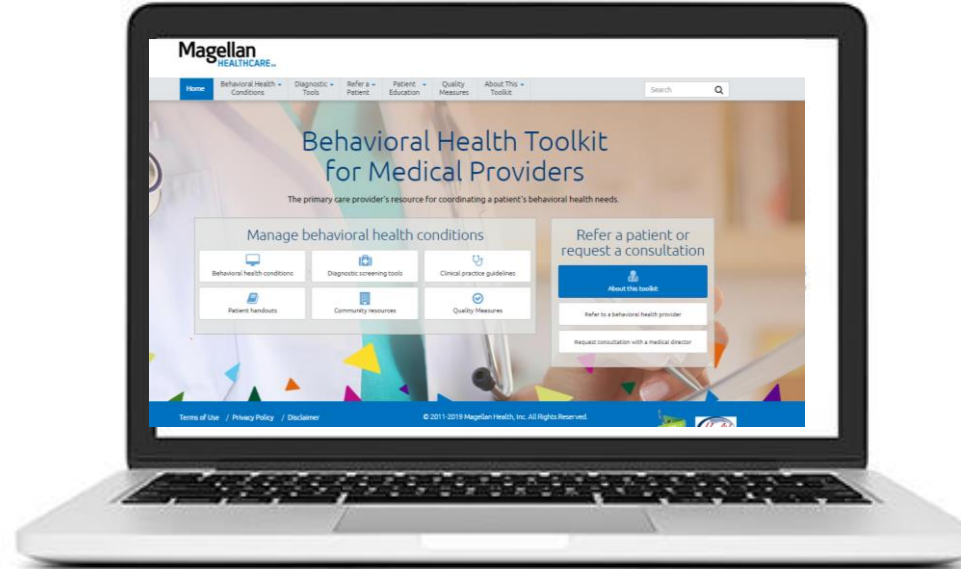 Magellan
HEALTHCARE
Home
Behavioral Health
Conditions
Diagnostic
Tools
Refer a
Patient
Patient
Education
Quality
Measures
About This
Toolkit
Search
Behavioral Health Toolkit
for Medical Providers
The primary care provider's resource for coordinating a patient's behavioral health needs.
Manage behavioral health conditions
Behavioral health conditions
Diagnostic screening tools
Clinical practice guidelines
Patient handouts
Community resources
Quality Measures
Refer a patient or
request a consultation
About this toolkit
Refer to a behavioral health provider
Request consultation with a medical director
Terms of Use / Privacy Policy / Disclaimer
© 2011-2019 Magellan Health, Inc. All Rights Reserved.